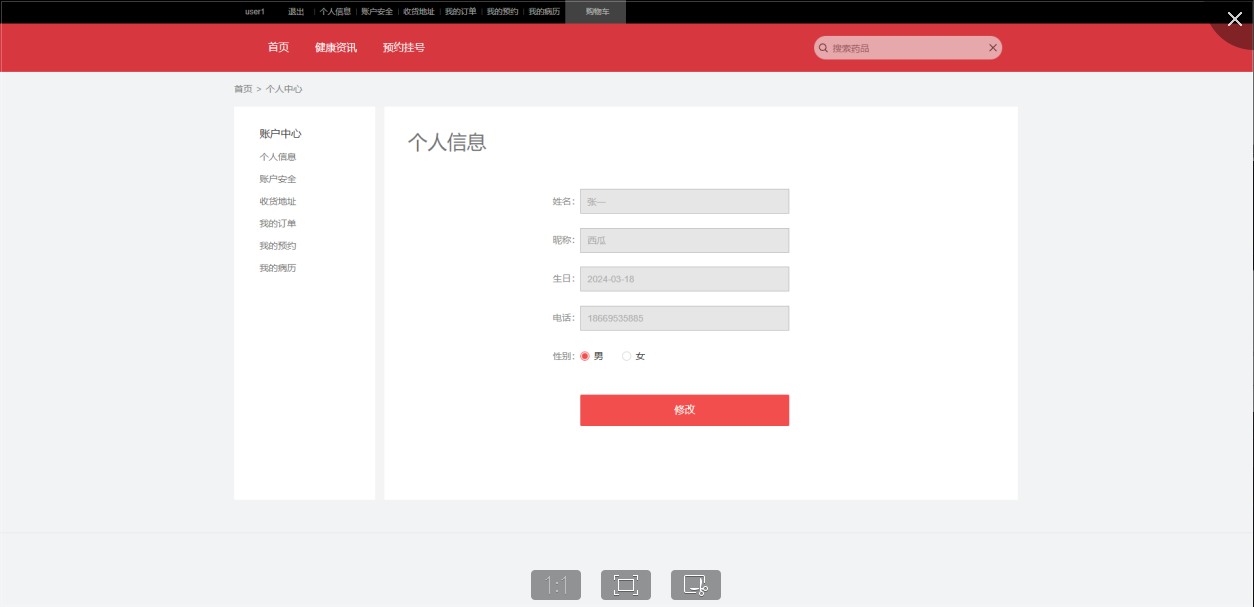 user1 退出 | 个人信息 | 账户安全 | 收货地址 | 我的订单 | 我的预约 | 我的病历 购物车
首页 健康资讯 预约挂号 搜索药品
首页 > 个人中心
账户中心
个人信息
账户安全
收货地址
我的订单
我的预约
我的病历
个人信息
姓名: 张一
昵称: 西瓜
生日: 2024-03-18
电话: 18669535885
性别: 男 女
修改
1:1